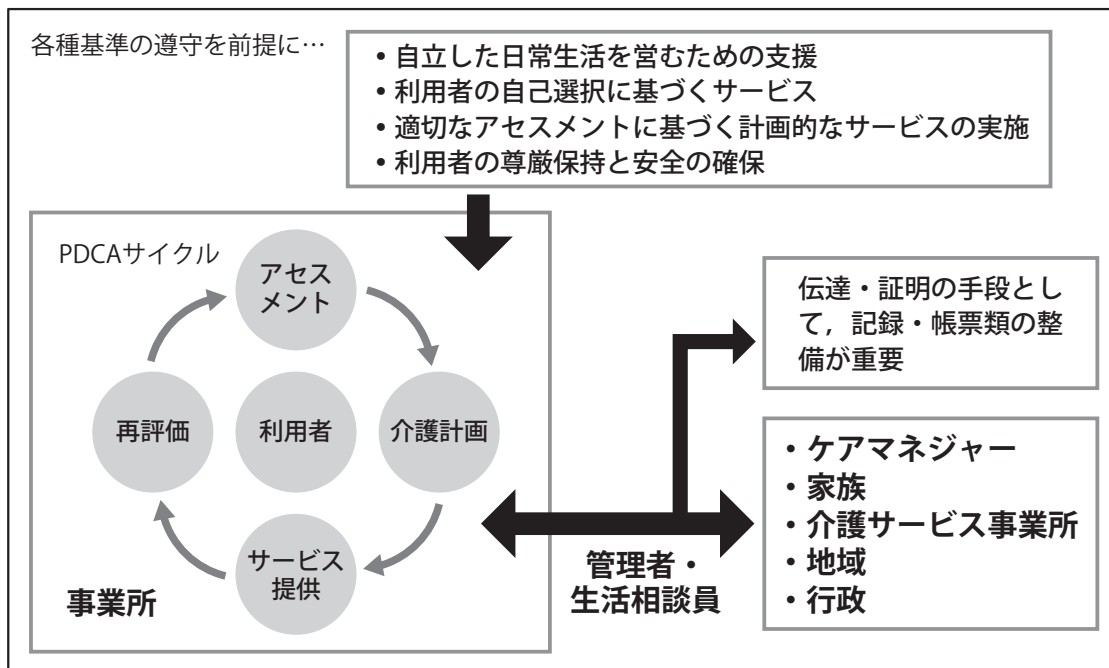 各種基準の遵守を前提に…
• 自立した日常生活を営むための支援
• 利用者の自己選択に基づくサービス
• 適切なアセスメントに基づく計画的なサービスの実施
• 利用者の尊厳保持と安全の確保
PDCAサイクル
アセス
メント
再評価
利用者
介護計画
サービス
提供
事業所
管理者・
生活相談員
伝達・証明の手段とし
て，記録・帳票類の整
備が重要
・ケアマネジャー
・家族
・介護サービス事業所
・地域
・行政